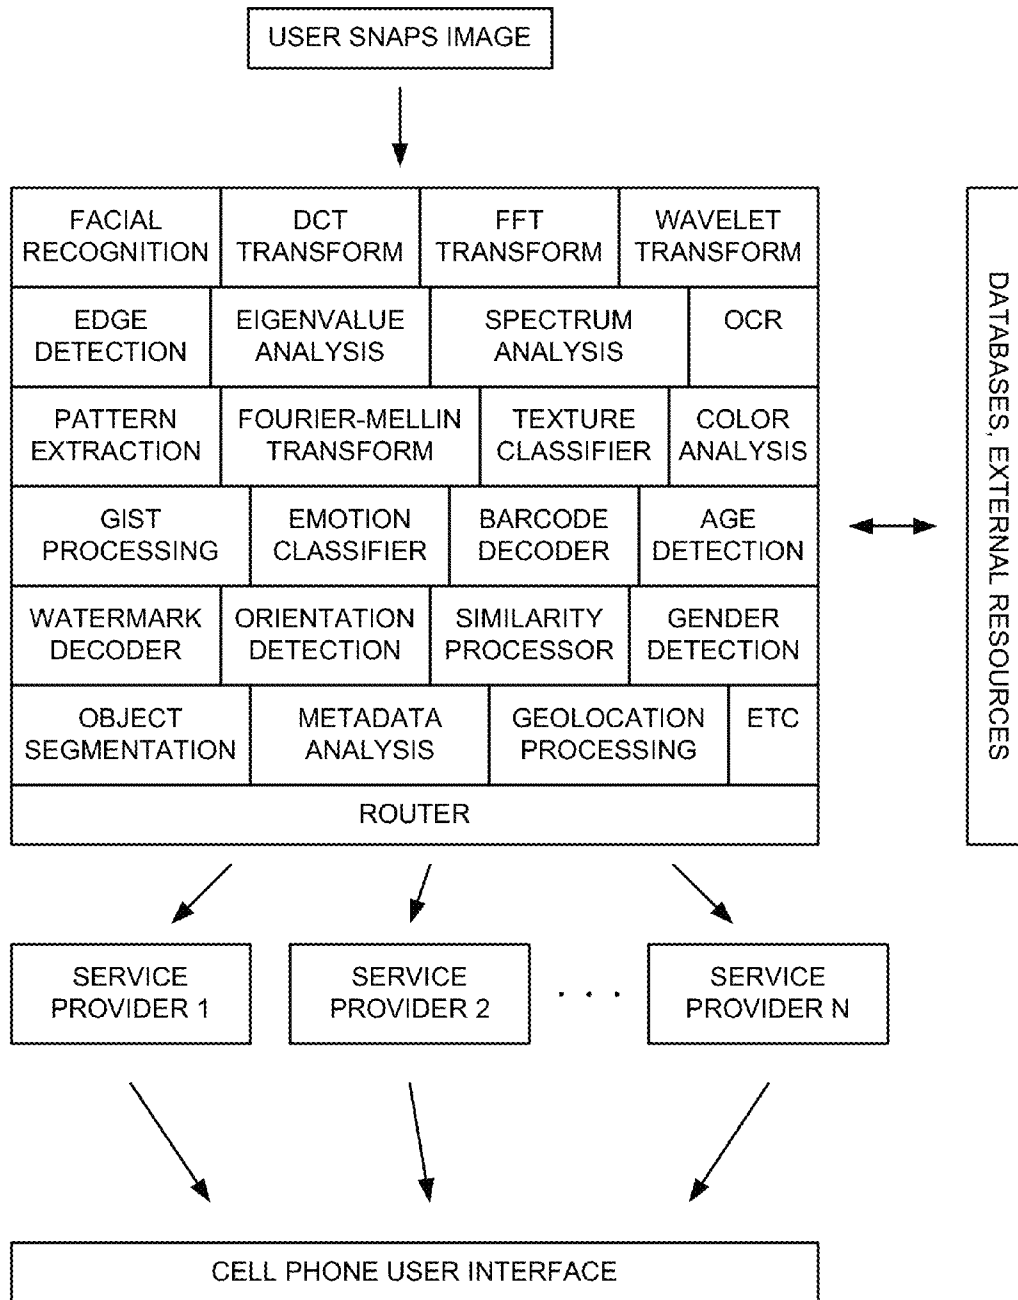 USER SNAPS IMAGE
FACIAL
RECOGNITION
DCT
TRANSFORM
FFT
TRANSFORM
WAVELET
TRANSFORM
EDGE
DETECTION
EIGENVALUE
ANALYSIS
SPECTRUM
ANALYSIS
OCR
PATTERN
EXTRACTION
FOURIER-MELLIN
TRANSFORM
TEXTURE
CLASSIFIER
COLOR
ANALYSIS
GIST
PROCESSING
EMOTION
CLASSIFIER
BARCODE
DECODER
AGE
DETECTION
WATERMARK
DECODER
ORIENTATION
DETECTION
SIMILARITY
PROCESSOR
GENDER
DETECTION
OBJECT
SEGMENTATION
METADATA
ANALYSIS
GEOLOCATION
PROCESSING
ETC
ROUTER
DATABASES, EXTERNAL RESOURCES
SERVICE
PROVIDER 1
SERVICE
PROVIDER 2
. . .
SERVICE
PROVIDER N
CELL PHONE USER INTERFACE